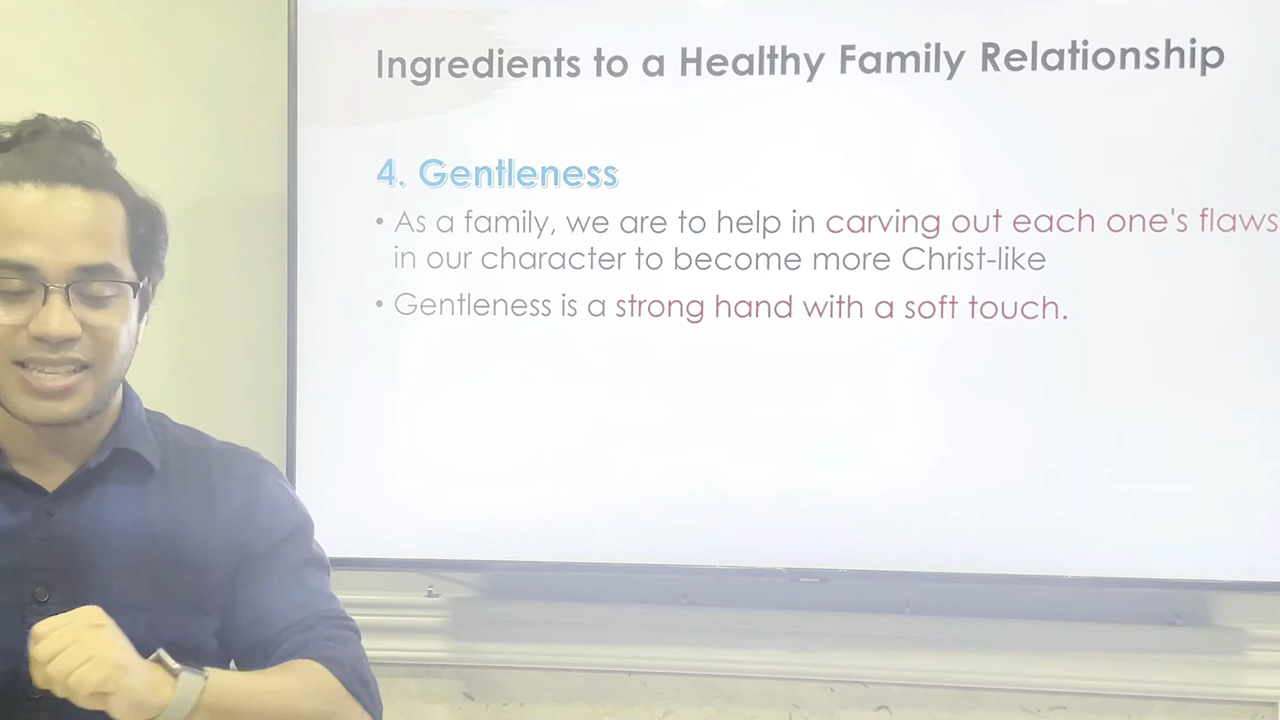 Ingredients to a Healthy Family Relationship
4. Gentleness
• As a family, we are to help in carving out each one's flaws
in our character to become more Christ-like
• Gentleness is a strong hand with a soft touch.